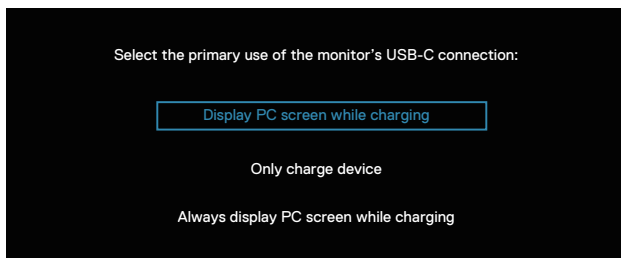 Select the primary use of the monitor’s USB-C connection:
Display PC screen while charging
Only charge device
Always display PC screen while charging